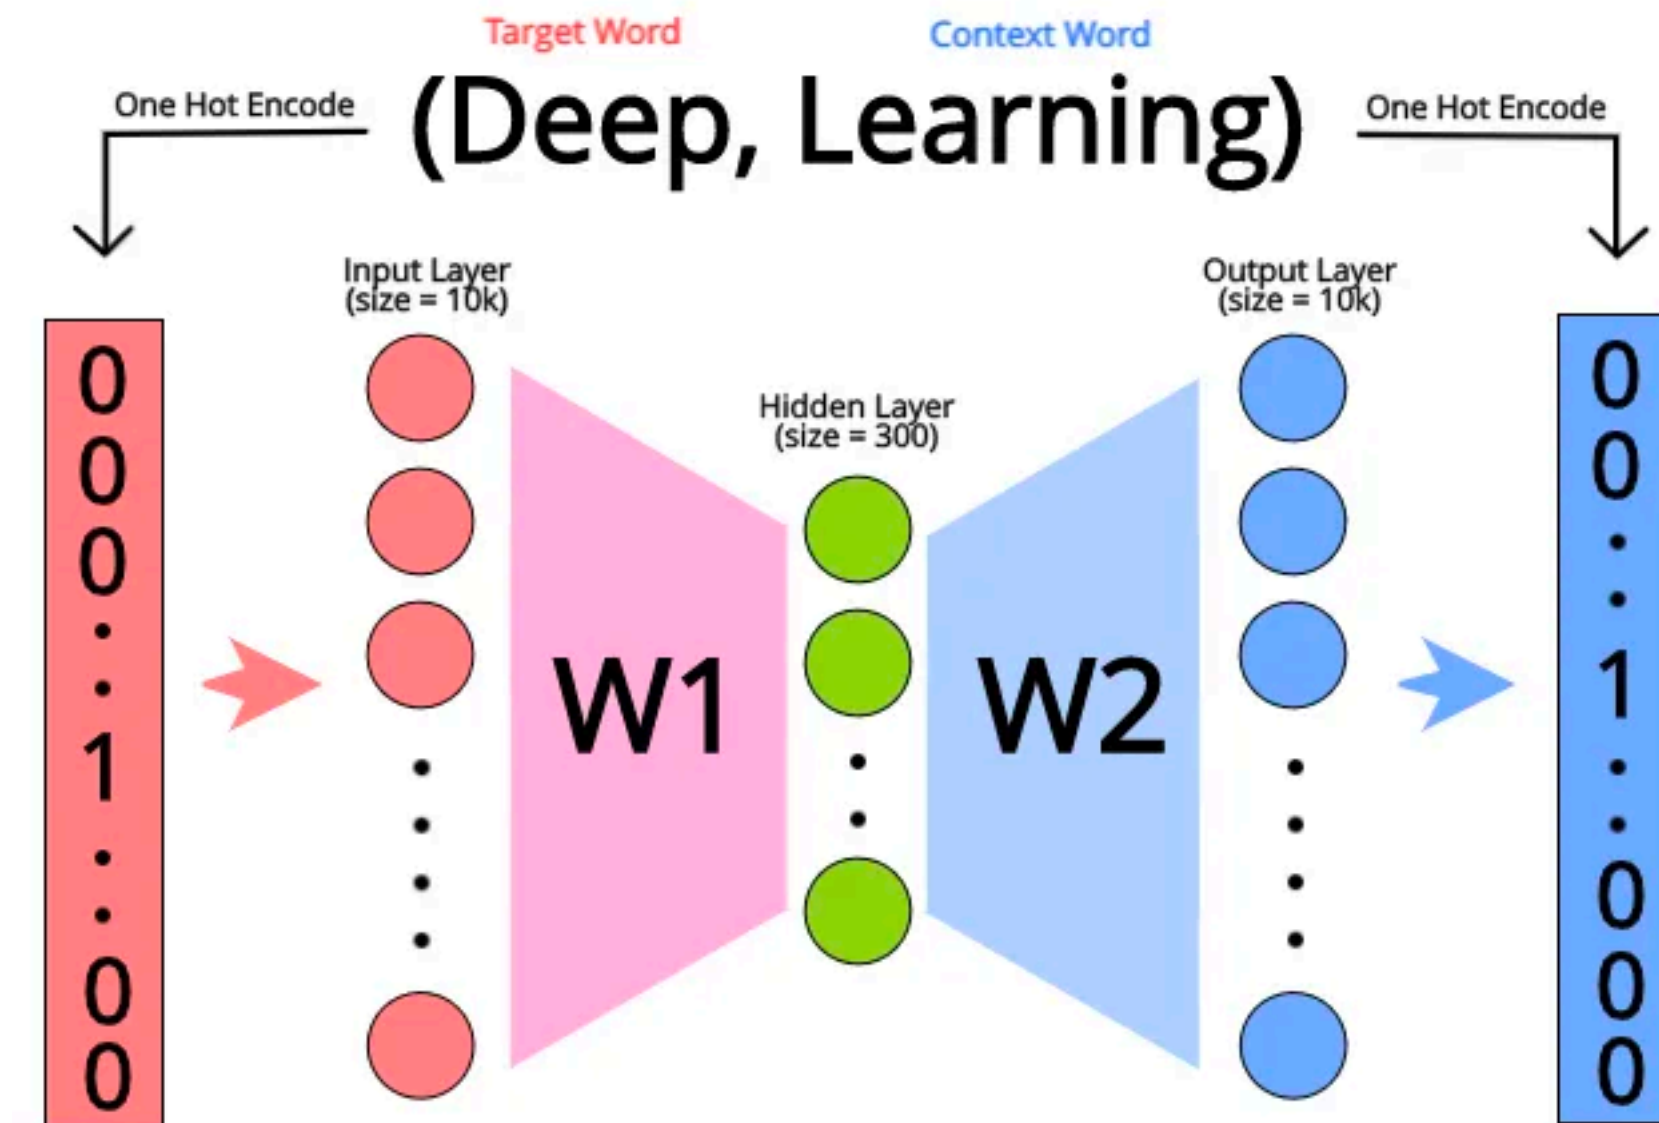 Target Word
Context Word
One Hot Encode
(Deep, Learning)
One Hot Encode
Input Layer
(size = 10k)
Output Layer
(size = 10k)
Hidden Layer
(size = 300)
0
0
0
.
.
1
.
.
0
0
W1
W2
0
0
.
.
1
.
.
0
0
0